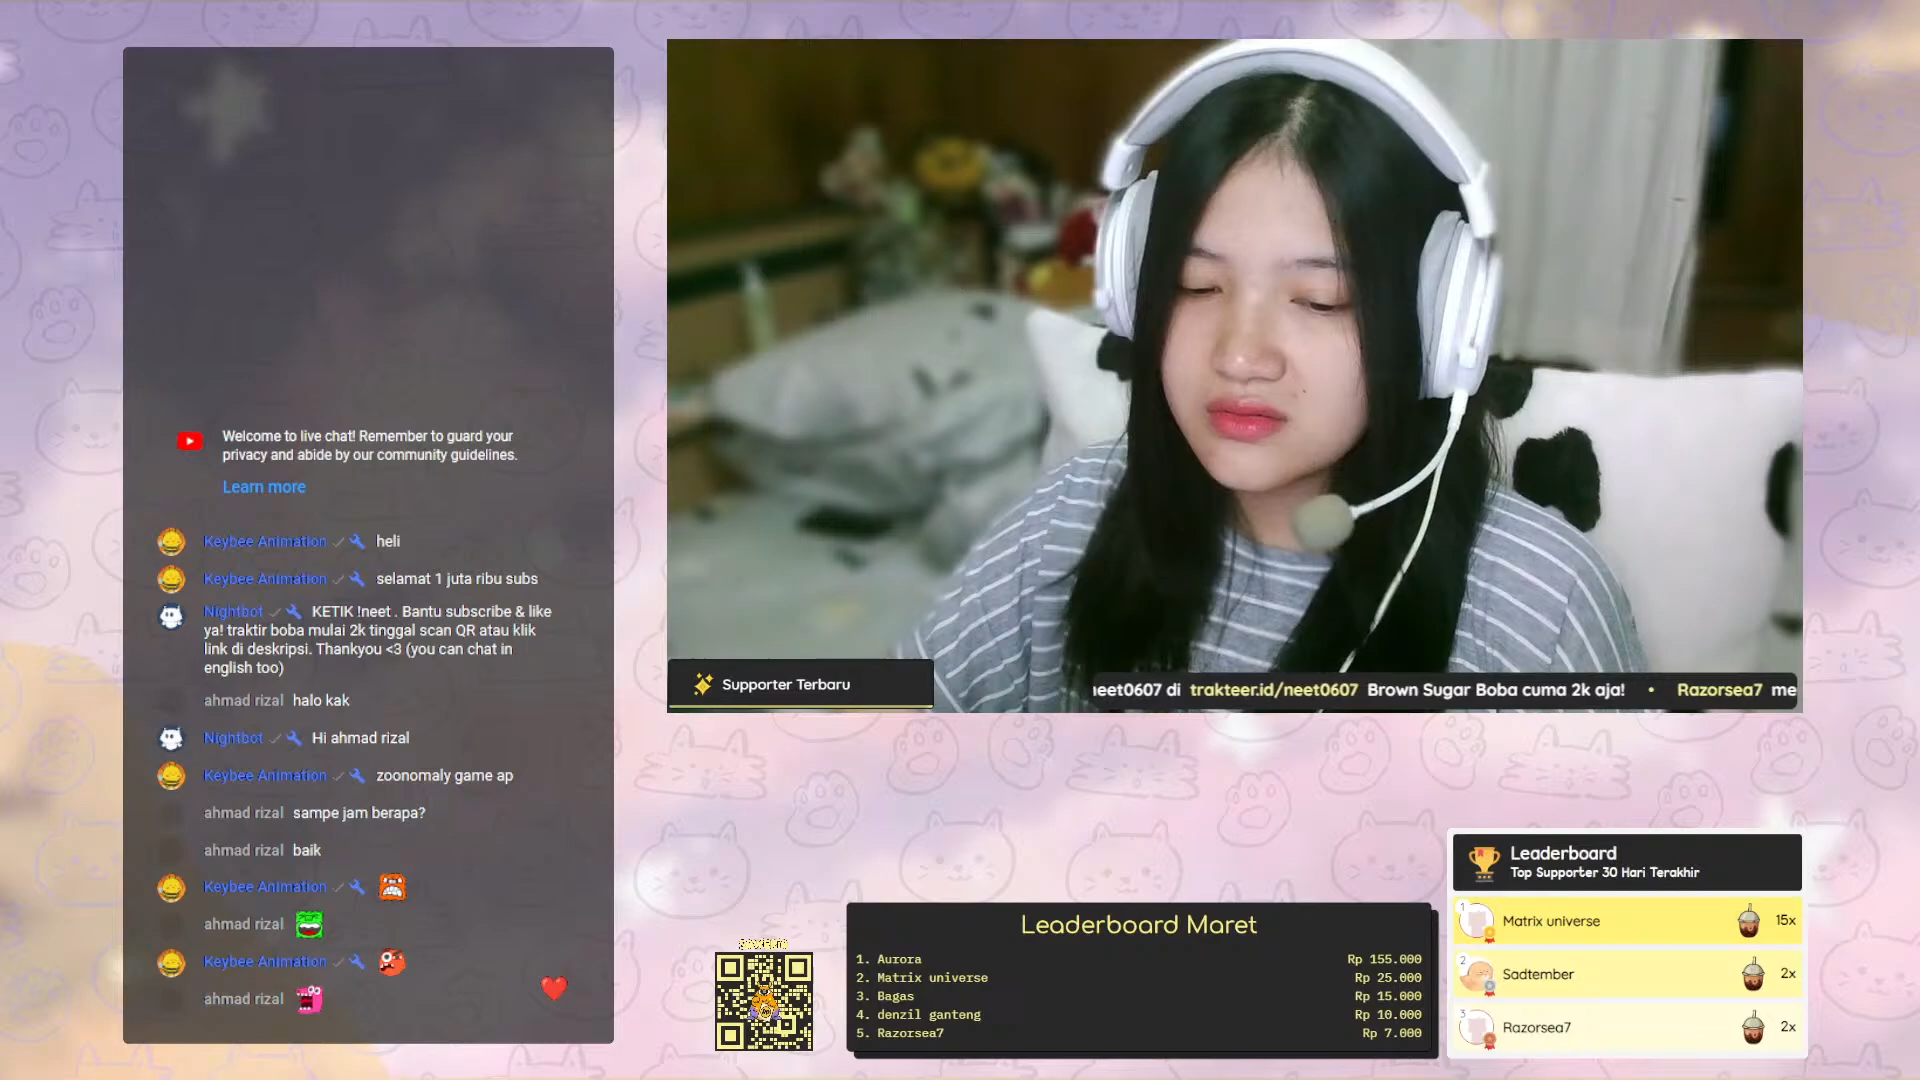 Welcome to live chat! Remember to guard your
privacy and abide by our community guidelines.
Learn more
Keybee Animation heli
Keybee Animation selamat 1 juta ribu subs
Nightbot KETIK !neet . Bantu subscribe & like
ya! traktir boba mulai 2k tinggal scan QR atau klik
link di deskripsi. Thankyou <3 (you can chat in
english too)
ahmad rizal halo kak
Nightbot Hi ahmad rizal
Keybee Animation zoonomaly game ap
ahmad rizal sampe jam berapa?
ahmad rizal baik
Keybee Animation
ahmad rizal
Keybee Animation
ahmad rizal
Supporter Terbaru
neet0607 di trakteer.id/neet0607 Brown Sugar Boba cuma 2k aja! • Razorsea7 me
Leaderboard Maret
1. Aurora Rp 155.000
2. Matrix universe Rp 25.000
3. Bagas Rp 15.000
4. denzil ganteng Rp 10.000
5. Razorsea7 Rp 7.000
Leaderboard
Top Supporter 30 Hari Terakhir
1 Matrix universe 15x
2 Sadtember 2x
3 Razorsea7 2x